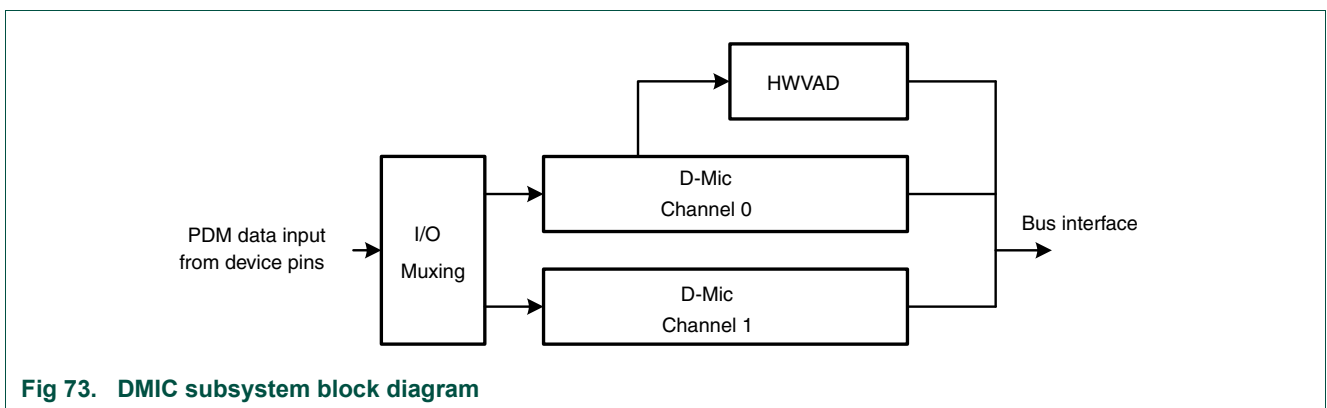 HWVAD
D-Mic
Channel 0
PDM data input
from device pins
I/O
Muxing
Bus interface
D-Mic
Channel 1
Fig 73. DMIC subsystem block diagram